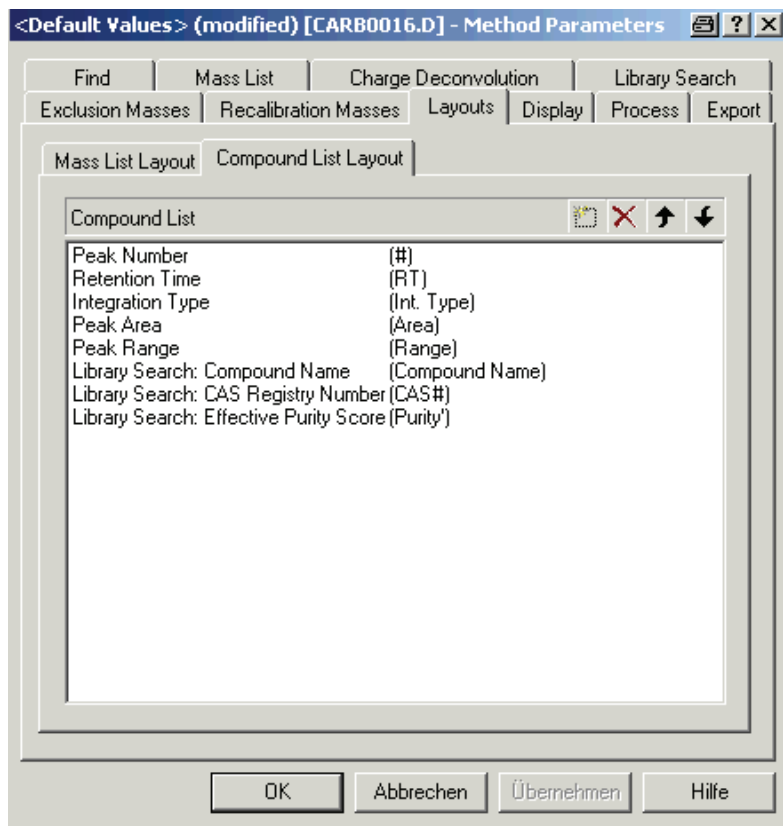 <Default Values> (modified) [CARB0016.D] - Method Parameters
Find Mass List Charge Deconvolution Library Search
Exclusion Masses Recalibration Masses Layouts Display Process Export
Mass List Layout Compound List Layout
Compound List
Peak Number (#)
Retention Time (RT)
Integration Type (Int. Type)
Peak Area (Area)
Peak Range (Range)
Library Search: Compound Name (Compound Name)
Library Search: CAS Registry Number (CAS#)
Library Search: Effective Purity Score (Purity')
OK Abbrechen Übernehmen Hilfe